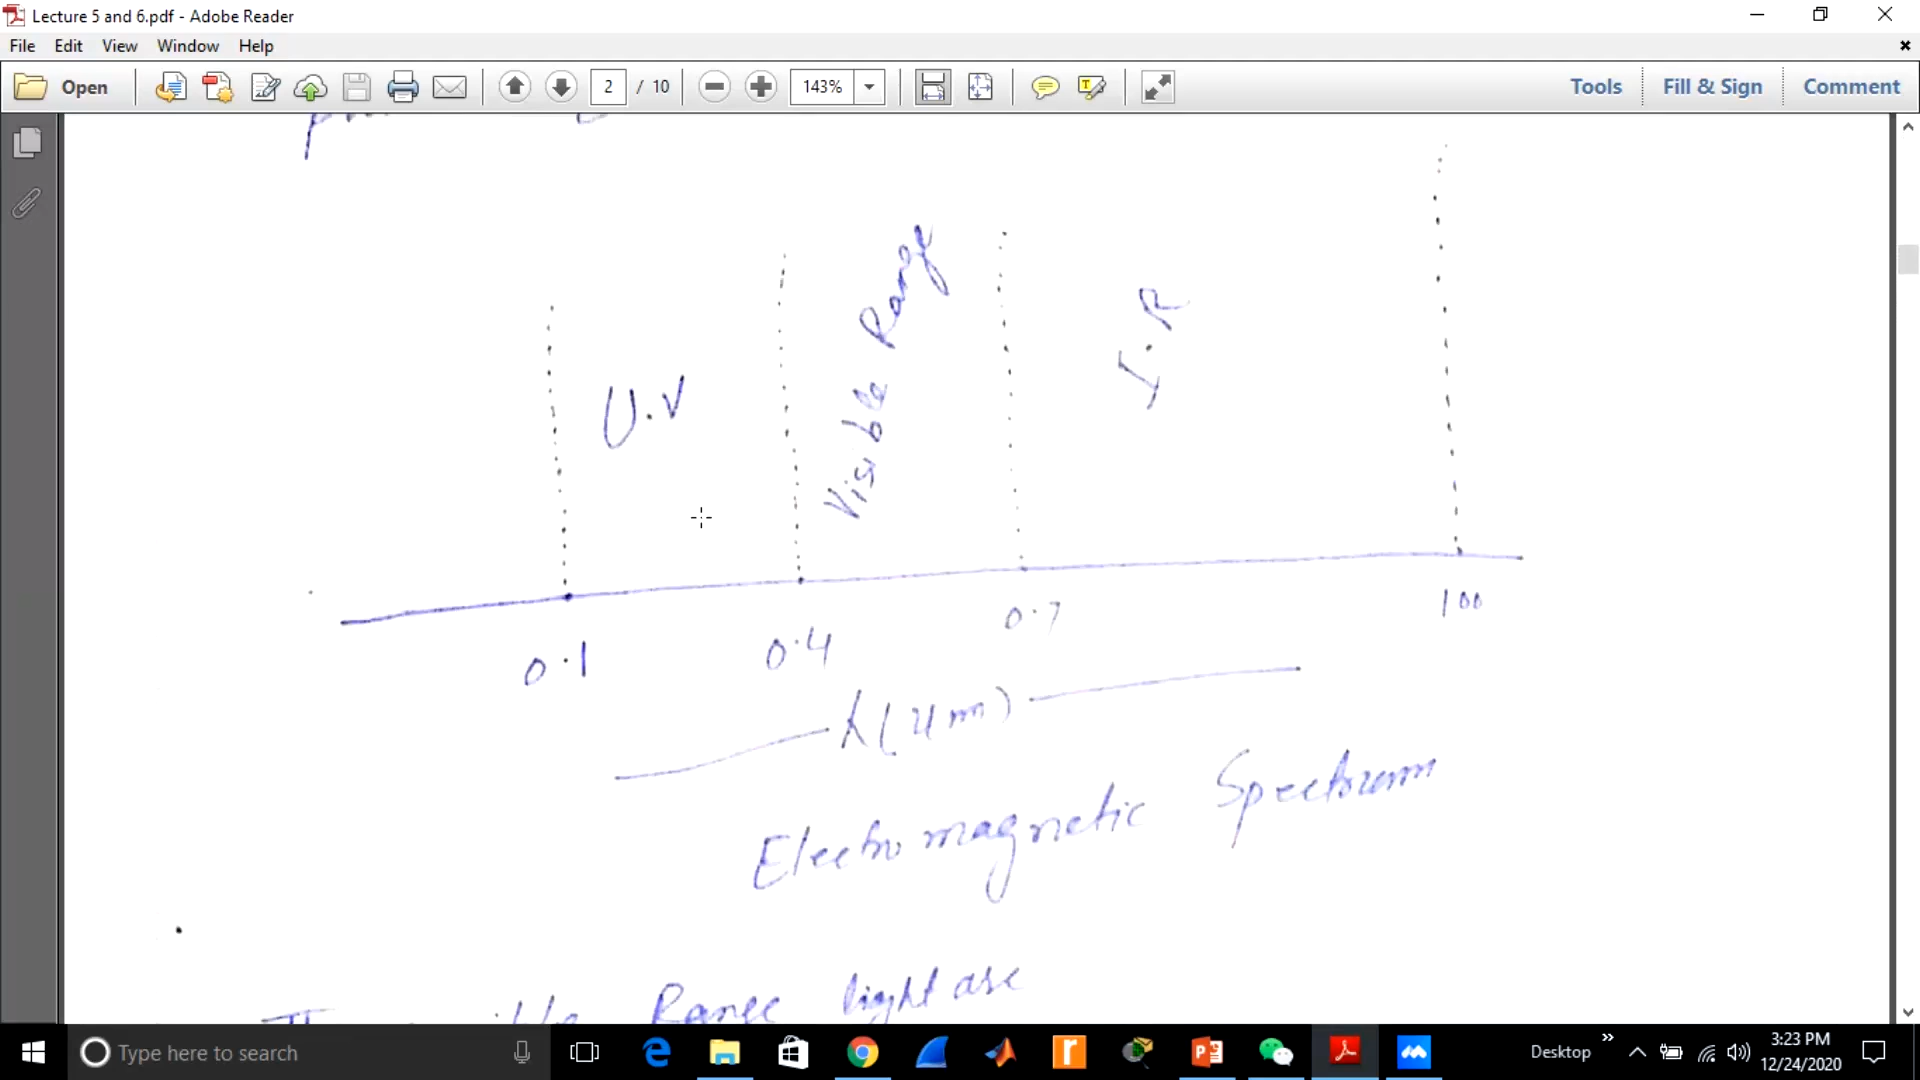 Lecture 5 and 6.pdf - Adobe Reader
File Edit View Window Help
Open 2 / 10 143% Tools Fill & Sign Comment
U.V
Visible Range
I.R
0.1 0.4 0.7 100
λ(um)
Electromagnetic Spectrum
Range light are
Type here to search
Desktop
3:23 PM
12/24/2020